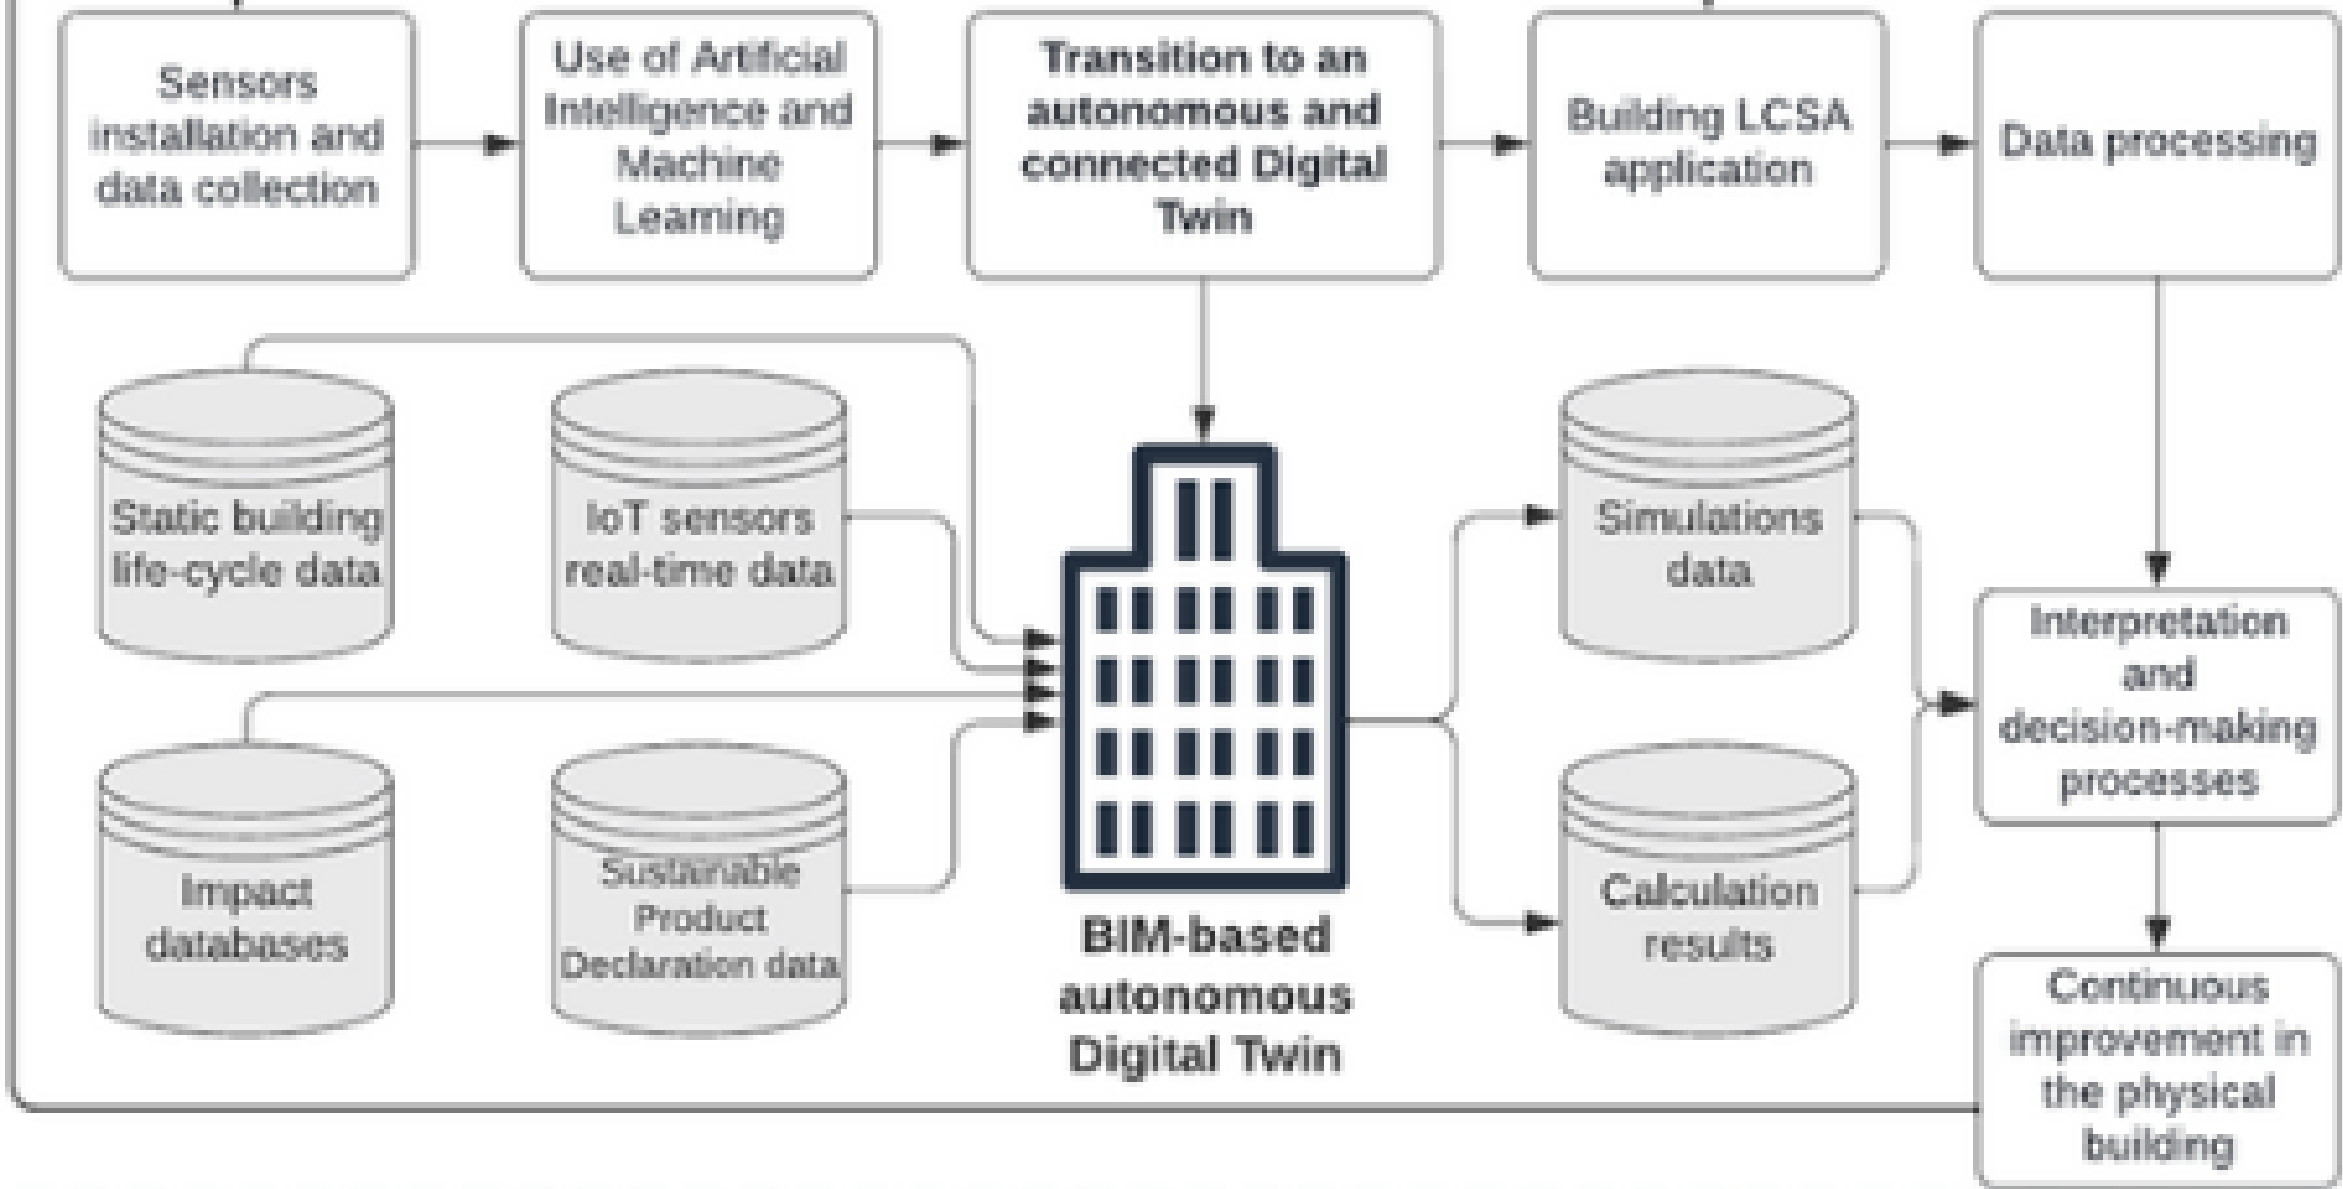 Sensors
installation and
data collection
Use of Artificial
Intelligence and
Machine
Learning
Transition to an
autonomous and
connected Digital
Twin
Building LCSA
application
Data processing
Static building
life-cycle data
IoT sensors
real-time data
Simulations
data
Interpretation
and
decision-making
processes
Impact
databases
Sustainable
Product
Declaration data
BIM-based
autonomous
Digital Twin
Calculation
results
Continuous
improvement in
the physical
building